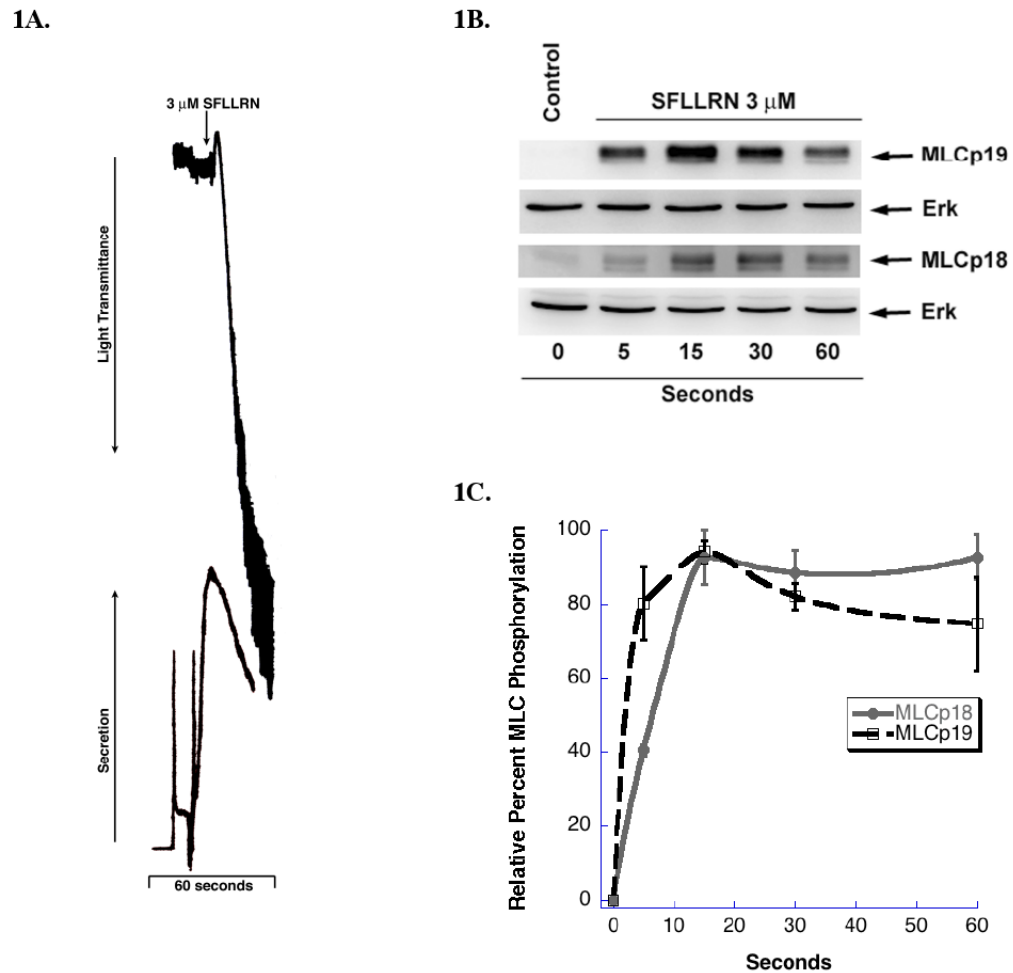 1A.
3 μM SFLLRN
Light Transmittance
Secretion
60 seconds
1B.
Control
SFLLRN 3 μM
MLCp19
Erk
MLCp18
Erk
0 5 15 30 60
Seconds
1C.
Relative Percent MLC Phosphorylation
100
80
60
40
20
0
MLCp18
MLCp19
0 10 20 30 40 50 60
Seconds